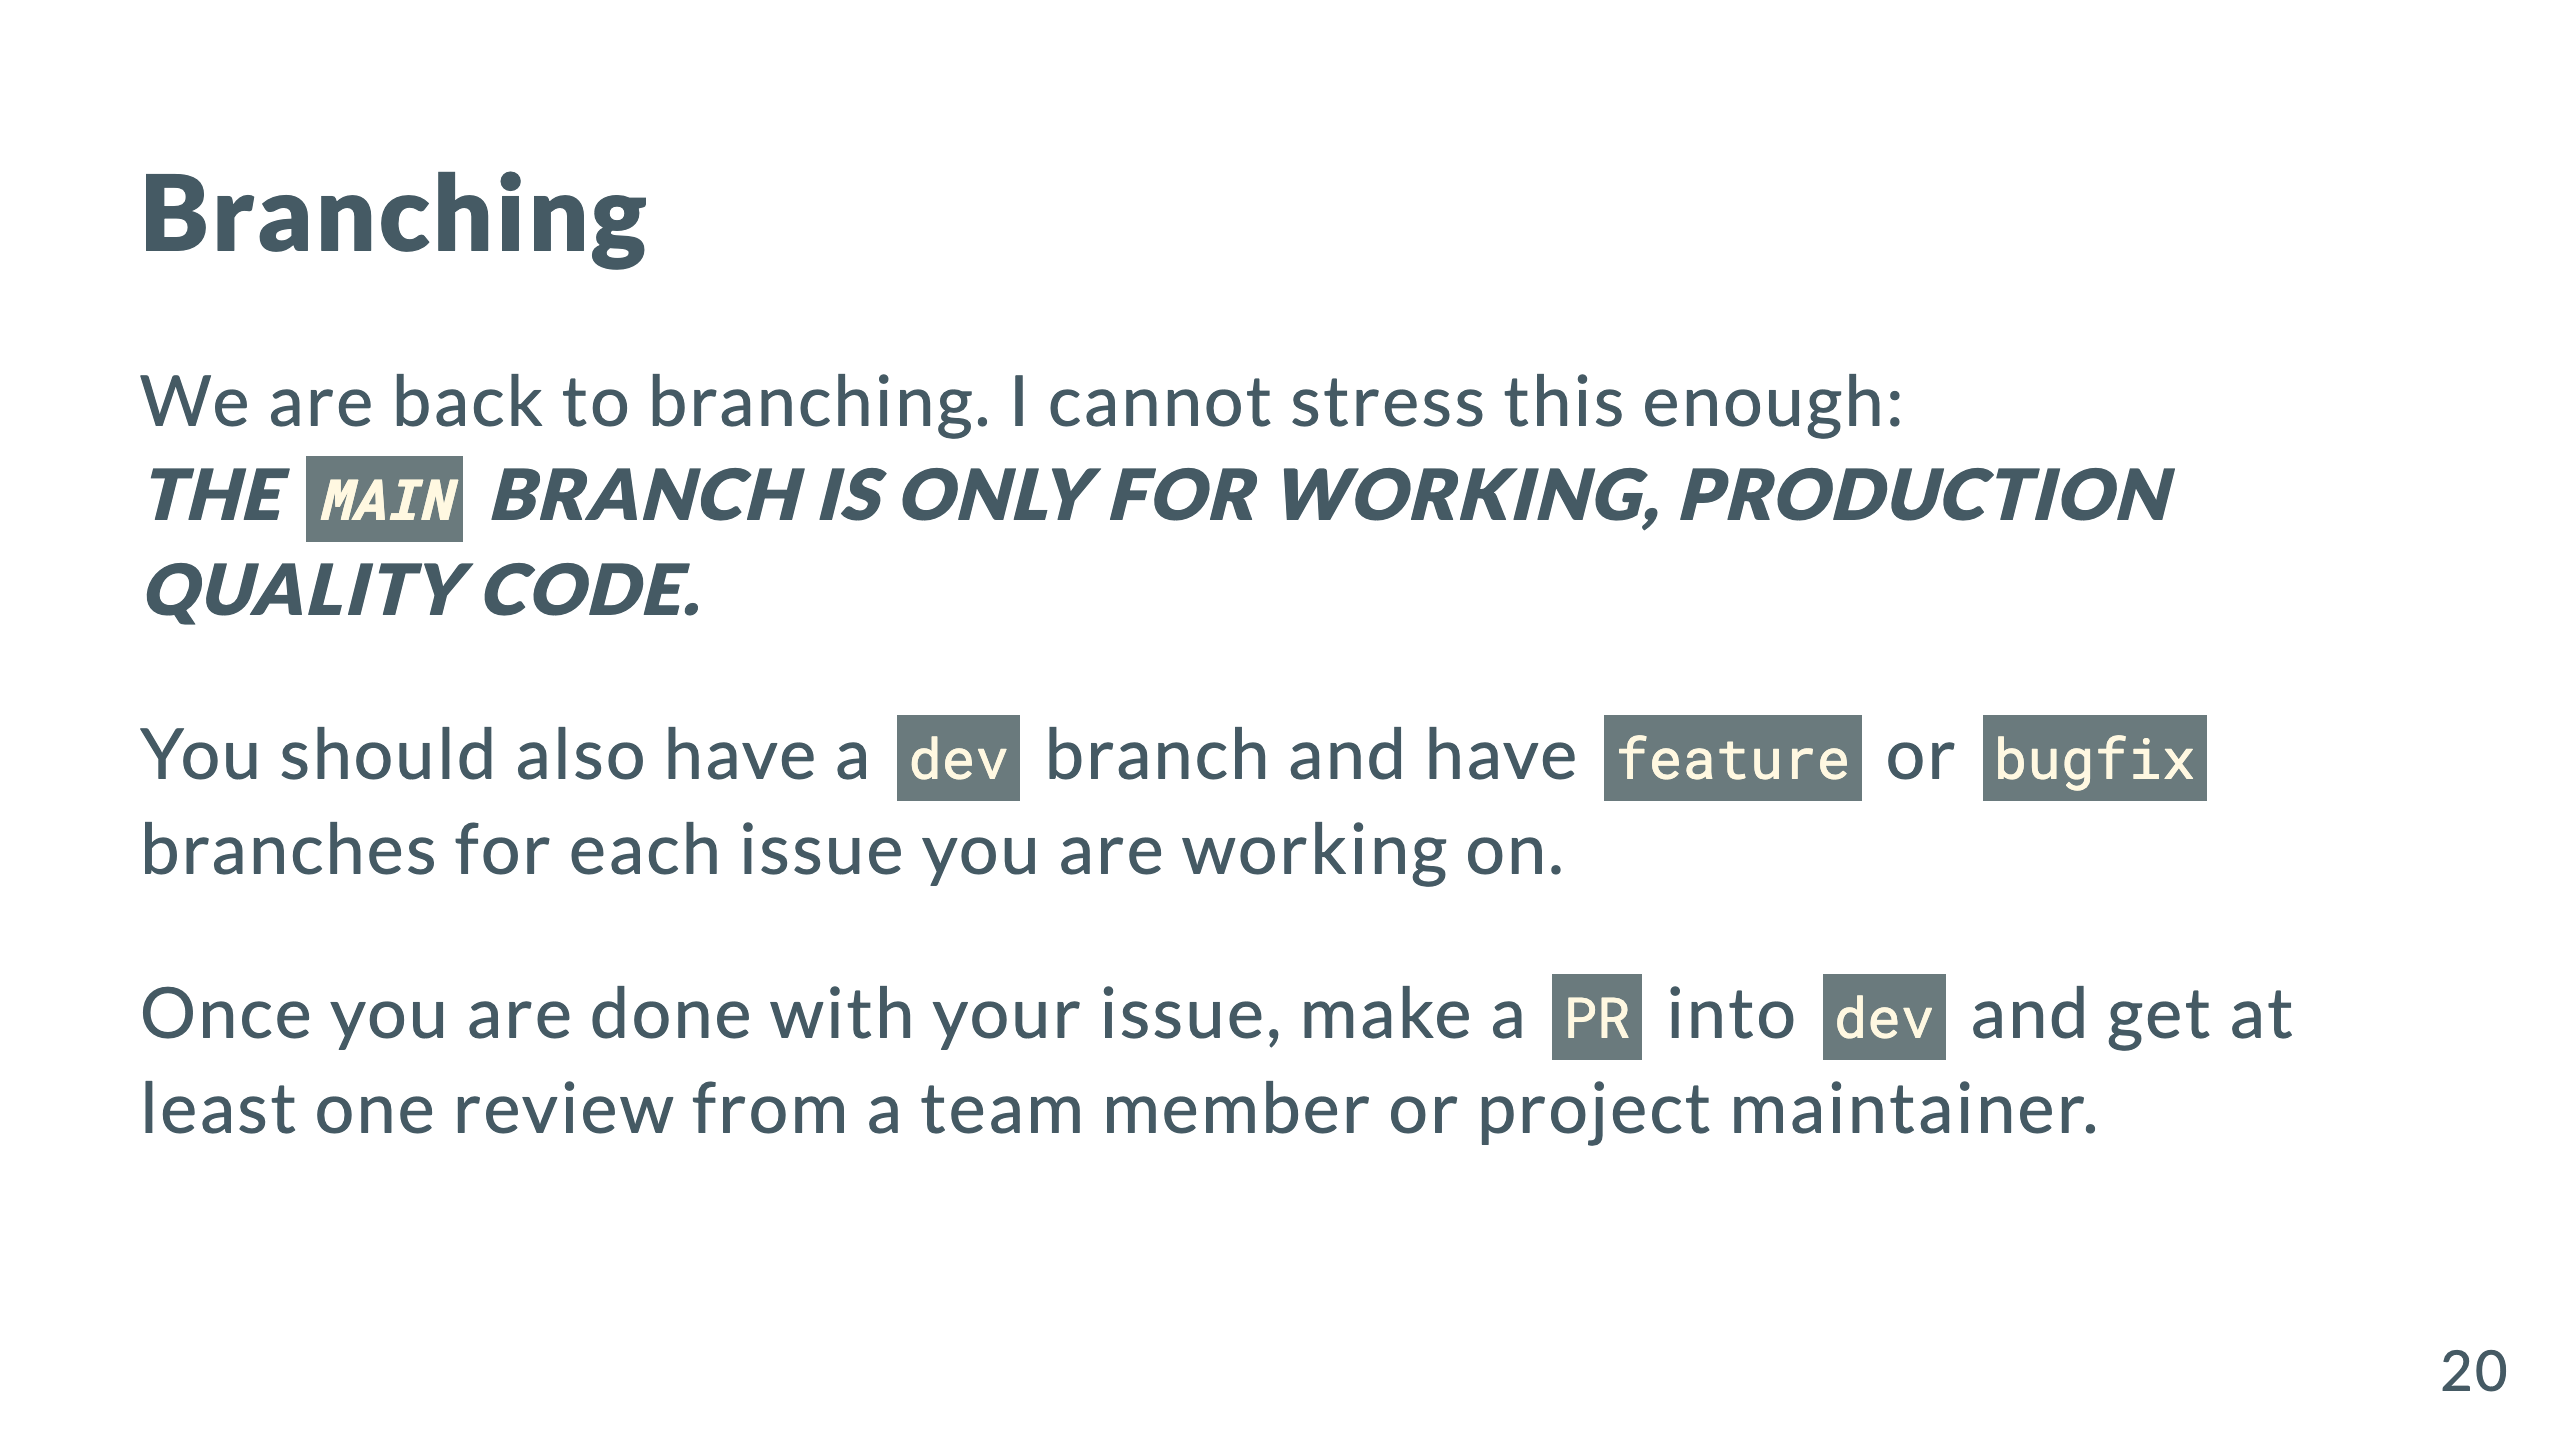 Branching
We are back to branching. I cannot stress this enough:
THE MAIN BRANCH IS ONLY FOR WORKING, PRODUCTION
QUALITY CODE.
You should also have a dev branch and have feature or bugfix
branches for each issue you are working on.
Once you are done with your issue, make a PR into dev and get at
least one review from a team member or project maintainer.
20